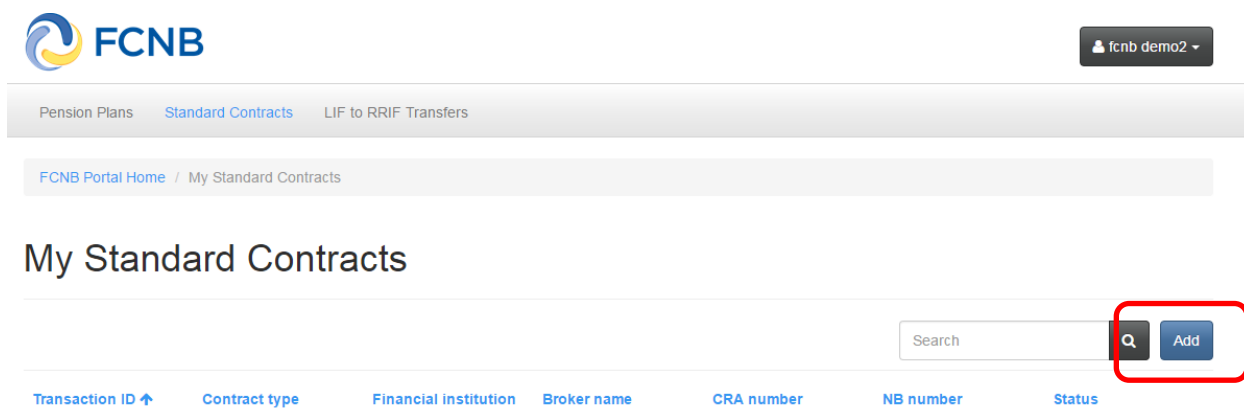 FCNB
fcnb demo2
Pension Plans Standard Contracts LIF to RRIF Transfers
FCNB Portal Home / My Standard Contracts
My Standard Contracts
Search Add
Transaction ID Contract type Financial institution Broker name CRA number NB number Status